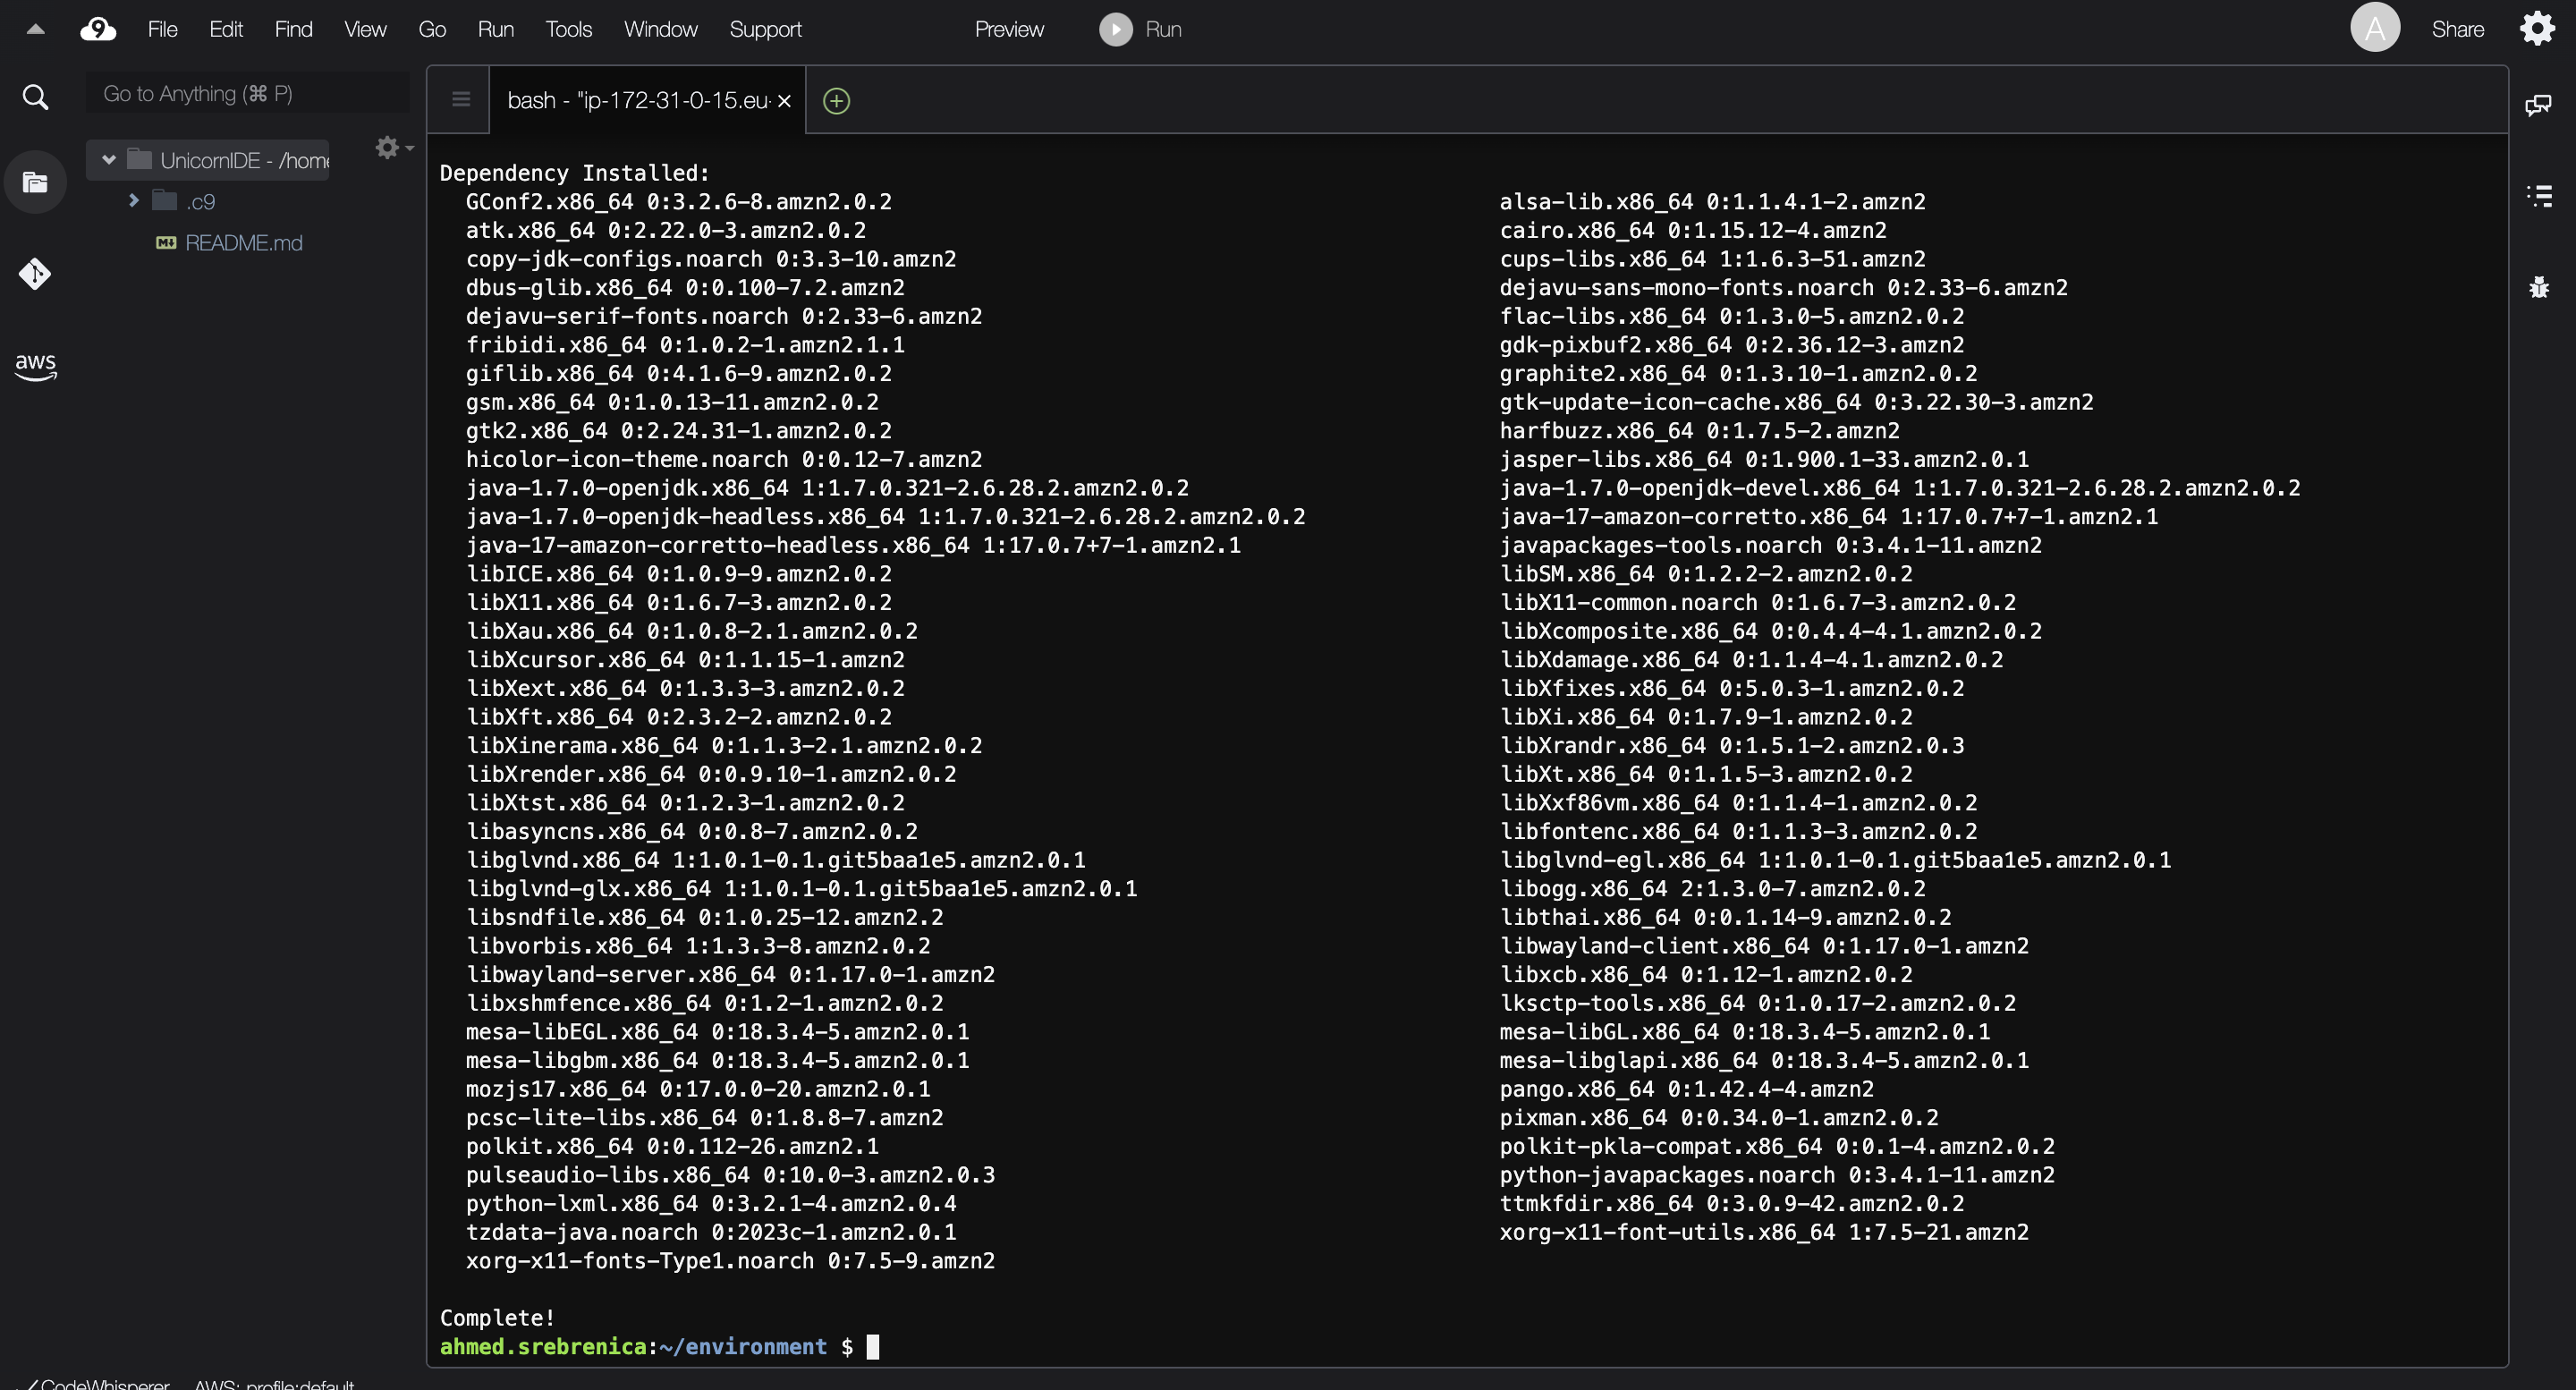 File Edit Find View Go Run Tools Window Support Preview Run A Share
Go to Anything (⌘ P)
bash - "ip-172-31-0-15.eu
UnicornIDE - /home
.c9
README.md
aws
Dependency Installed:
GConf2.x86_64 0:3.2.6-8.amzn2.0.2 alsa-lib.x86_64 0:1.1.4.1-2.amzn2
atk.x86_64 0:2.22.0-3.amzn2.0.2 cairo.x86_64 0:1.15.12-4.amzn2
copy-jdk-configs.noarch 0:3.3-10.amzn2 cups-libs.x86_64 1:1.6.3-51.amzn2
dbus-glib.x86_64 0:0.100-7.2.amzn2 dejavu-sans-mono-fonts.noarch 0:2.33-6.amzn2
dejavu-serif-fonts.noarch 0:2.33-6.amzn2 flac-libs.x86_64 0:1.3.0-5.amzn2.0.2
fribidi.x86_64 0:1.0.2-1.amzn2.1.1 gdk-pixbuf2.x86_64 0:2.36.12-3.amzn2
giflib.x86_64 0:4.1.6-9.amzn2.0.2 graphite2.x86_64 0:1.3.10-1.amzn2.0.2
gsm.x86_64 0:1.0.13-11.amzn2.0.2 gtk-update-icon-cache.x86_64 0:3.22.30-3.amzn2
gtk2.x86_64 0:2.24.31-1.amzn2.0.2 harfbuzz.x86_64 0:1.7.5-2.amzn2
hicolor-icon-theme.noarch 0:0.12-7.amzn2 jasper-libs.x86_64 0:1.900.1-33.amzn2.0.1
java-1.7.0-openjdk.x86_64 1:1.7.0.321-2.6.28.2.amzn2.0.2 java-1.7.0-openjdk-devel.x86_64 1:1.7.0.321-2.6.28.2.amzn2.0.2
java-1.7.0-openjdk-headless.x86_64 1:1.7.0.321-2.6.28.2.amzn2.0.2 java-17-amazon-corretto.x86_64 1:17.0.7+7-1.amzn2.1
java-17-amazon-corretto-headless.x86_64 1:17.0.7+7-1.amzn2.1 javapackages-tools.noarch 0:3.4.1-11.amzn2
libICE.x86_64 0:1.0.9-9.amzn2.0.2 libSM.x86_64 0:1.2.2-2.amzn2.0.2
libX11.x86_64 0:1.6.7-3.amzn2.0.2 libX11-common.noarch 0:1.6.7-3.amzn2.0.2
libXau.x86_64 0:1.0.8-2.1.amzn2.0.2 libXcomposite.x86_64 0:0.4.4-4.1.amzn2.0.2
libXcursor.x86_64 0:1.1.15-1.amzn2 libXdamage.x86_64 0:1.1.4-4.1.amzn2.0.2
libXext.x86_64 0:1.3.3-3.amzn2.0.2 libXfixes.x86_64 0:5.0.3-1.amzn2.0.2
libXft.x86_64 0:2.3.2-2.amzn2.0.2 libXi.x86_64 0:1.7.9-1.amzn2.0.2
libXinerama.x86_64 0:1.1.3-2.1.amzn2.0.2 libXrandr.x86_64 0:1.5.1-2.amzn2.0.3
libXrender.x86_64 0:0.9.10-1.amzn2.0.2 libXt.x86_64 0:1.1.5-3.amzn2.0.2
libXtst.x86_64 0:1.2.3-1.amzn2.0.2 libXxf86vm.x86_64 0:1.1.4-1.amzn2.0.2
libasyncns.x86_64 0:0.8-7.amzn2.0.2 libfontenc.x86_64 0:1.1.3-3.amzn2.0.2
libglvnd.x86_64 1:1.0.1-0.1.git5baa1e5.amzn2.0.1 libglvnd-egl.x86_64 1:1.0.1-0.1.git5baa1e5.amzn2.0.1
libglvnd-glx.x86_64 1:1.0.1-0.1.git5baa1e5.amzn2.0.1 libogg.x86_64 2:1.3.0-7.amzn2.0.2
libsndfile.x86_64 0:1.0.25-12.amzn2.2 libthai.x86_64 0:0.1.14-9.amzn2.0.2
libvorbis.x86_64 1:1.3.3-8.amzn2.0.2 libwayland-client.x86_64 0:1.17.0-1.amzn2
libwayland-server.x86_64 0:1.17.0-1.amzn2 libxcb.x86_64 0:1.12-1.amzn2.0.2
libxshmfence.x86_64 0:1.2-1.amzn2.0.2 lksctp-tools.x86_64 0:1.0.17-2.amzn2.0.2
mesa-libEGL.x86_64 0:18.3.4-5.amzn2.0.1 mesa-libGL.x86_64 0:18.3.4-5.amzn2.0.1
mesa-libgbm.x86_64 0:18.3.4-5.amzn2.0.1 mesa-libglapi.x86_64 0:18.3.4-5.amzn2.0.1
mozjs17.x86_64 0:17.0.0-20.amzn2.0.1 pango.x86_64 0:1.42.4-4.amzn2
pcsc-lite-libs.x86_64 0:1.8.8-7.amzn2 pixman.x86_64 0:0.34.0-1.amzn2.0.2
polkit.x86_64 0:0.112-26.amzn2.1 polkit-pkla-compat.x86_64 0:0.1-4.amzn2.0.2
pulseaudio-libs.x86_64 0:10.0-3.amzn2.0.3 python-javapackages.noarch 0:3.4.1-11.amzn2
python-lxml.x86_64 0:3.2.1-4.amzn2.0.4 ttmkfdir.x86_64 0:3.0.9-42.amzn2.0.2
tzdata-java.noarch 0:2023c-1.amzn2.0.1 xorg-x11-font-utils.x86_64 1:7.5-21.amzn2
xorg-x11-fonts-Type1.noarch 0:7.5-9.amzn2
Complete!
ahmed.srebrenica:~/environment $
CodeWhisperer AWS: profile:default